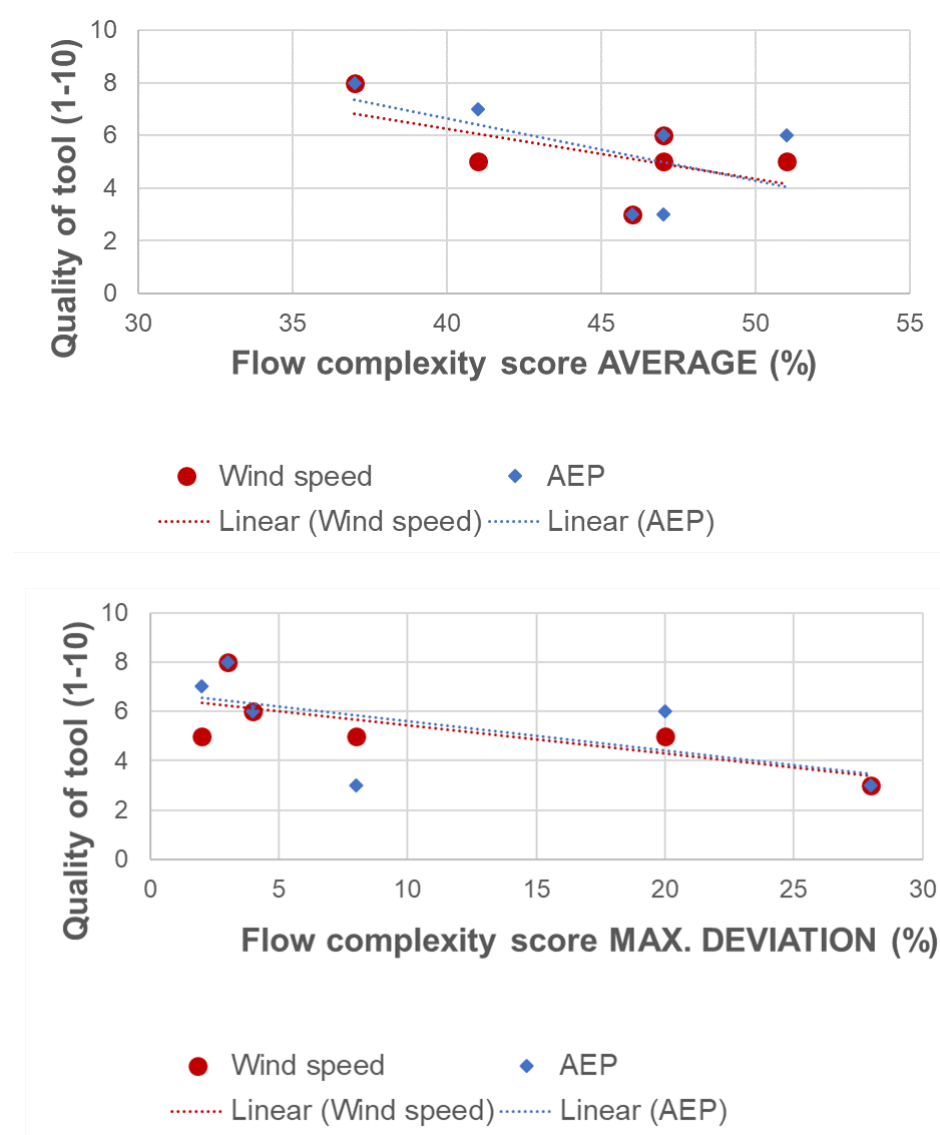 10
8
6
4
2
0
Quality of tool (1-10)
30 35 40 45 50 55
Flow complexity score AVERAGE (%)
Wind speed AEP
Linear (Wind speed) Linear (AEP)
10
8
6
4
2
0
Quality of tool (1-10)
0 5 10 15 20 25 30
Flow complexity score MAX. DEVIATION (%)
Wind speed AEP
Linear (Wind speed) Linear (AEP)